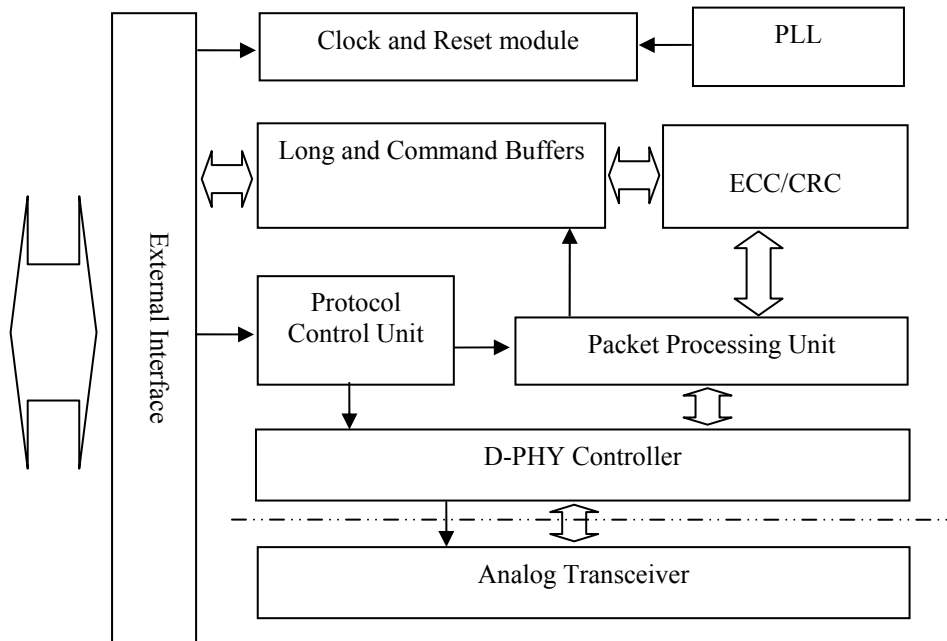 Clock and Reset module
PLL
Long and Command Buffers
ECC/CRC
External Interface
Protocol
Control Unit
Packet Processing Unit
D-PHY Controller
Analog Transceiver